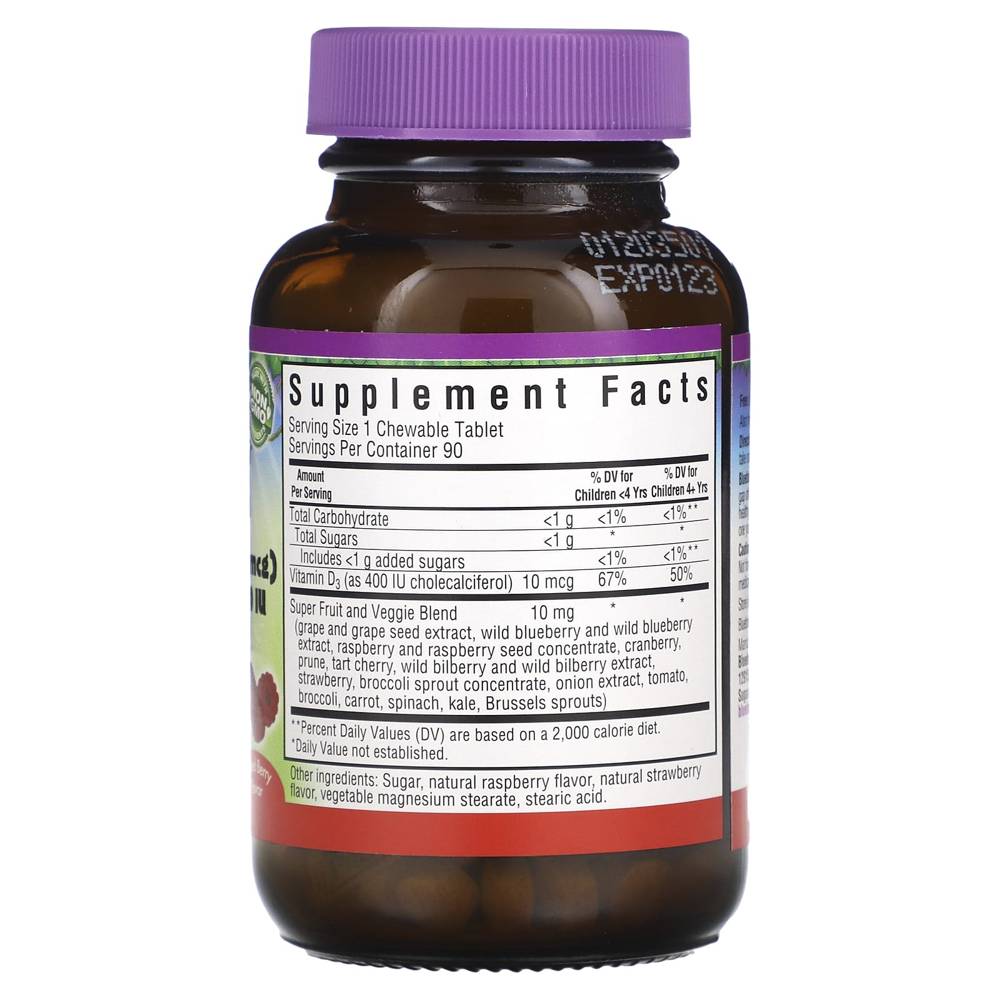 01203501
EXP0123
NON
GMO
Supplement Facts
Serving Size 1 Chewable Tablet
Servings Per Container 90
Amount Per Serving % DV for Children <4 Yrs % DV for Children 4+ Yrs
Total Carbohydrate <1 g <1% <1%**
Total Sugars <1 g * *
Includes <1 g added sugars <1% <1%**
Vitamin D3 (as 400 IU cholecalciferol) 10 mcg 67% 50%
Super Fruit and Veggie Blend 10 mg * *
(grape and grape seed extract, wild blueberry and wild blueberry
extract, raspberry and raspberry seed concentrate, cranberry,
prune, tart cherry, wild bilberry and wild bilberry extract,
strawberry, broccoli sprout concentrate, onion extract, tomato,
broccoli, carrot, spinach, kale, Brussels sprouts)
**Percent Daily Values (DV) are based on a 2,000 calorie diet.
*Daily Value not established.
Other ingredients: Sugar, natural raspberry flavor, natural strawberry
flavor, vegetable magnesium stearate, stearic acid.
mcg)
IU
Berry